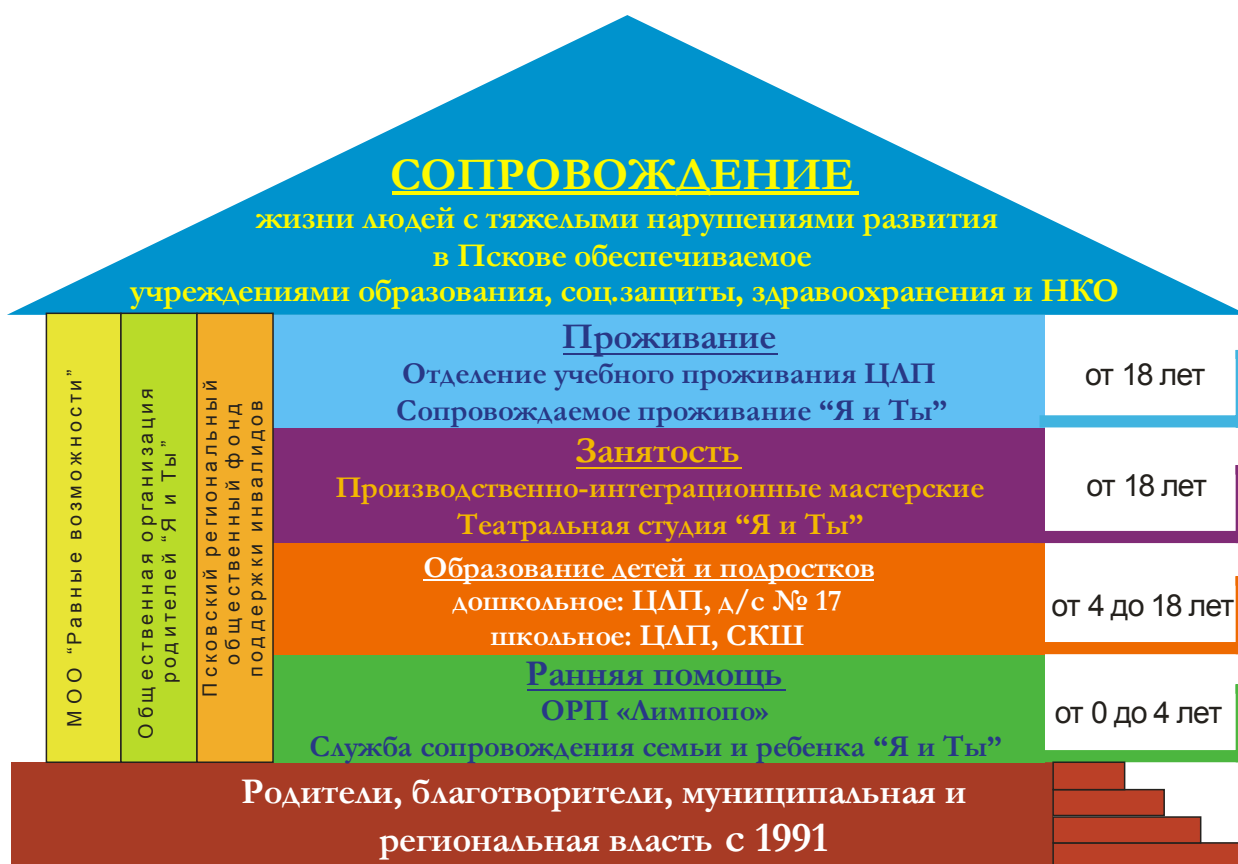 СОПРОВОЖДЕНИЕ
жизни людей с тяжелыми нарушениями развития
в Пскове обеспечиваемое
учреждениями образования, соц.защиты, здравоохранения и НКО
МОО “Равные возможности”
Общественная организация
родителей “Я и Ты”
Псковский региональный
общественный фонд
поддержки инвалидов
Проживание
Отделение учебного проживания ЦЛП
Сопровождаемое проживание “Я и Ты”
от 18 лет
Занятость
Производственно-интеграционные мастерские
Театральная студия “Я и Ты”
от 18 лет
Образование детей и подростков
дошкольное: ЦЛП, д/с № 17
школьное: ЦЛП, СКШ
от 4 до 18 лет
Ранняя помощь
ОРП «Лимпопо»
Служба сопровождения семьи и ребенка “Я и Ты”
от 0 до 4 лет
Родители, благотворители, муниципальная и
региональная власть с 1991